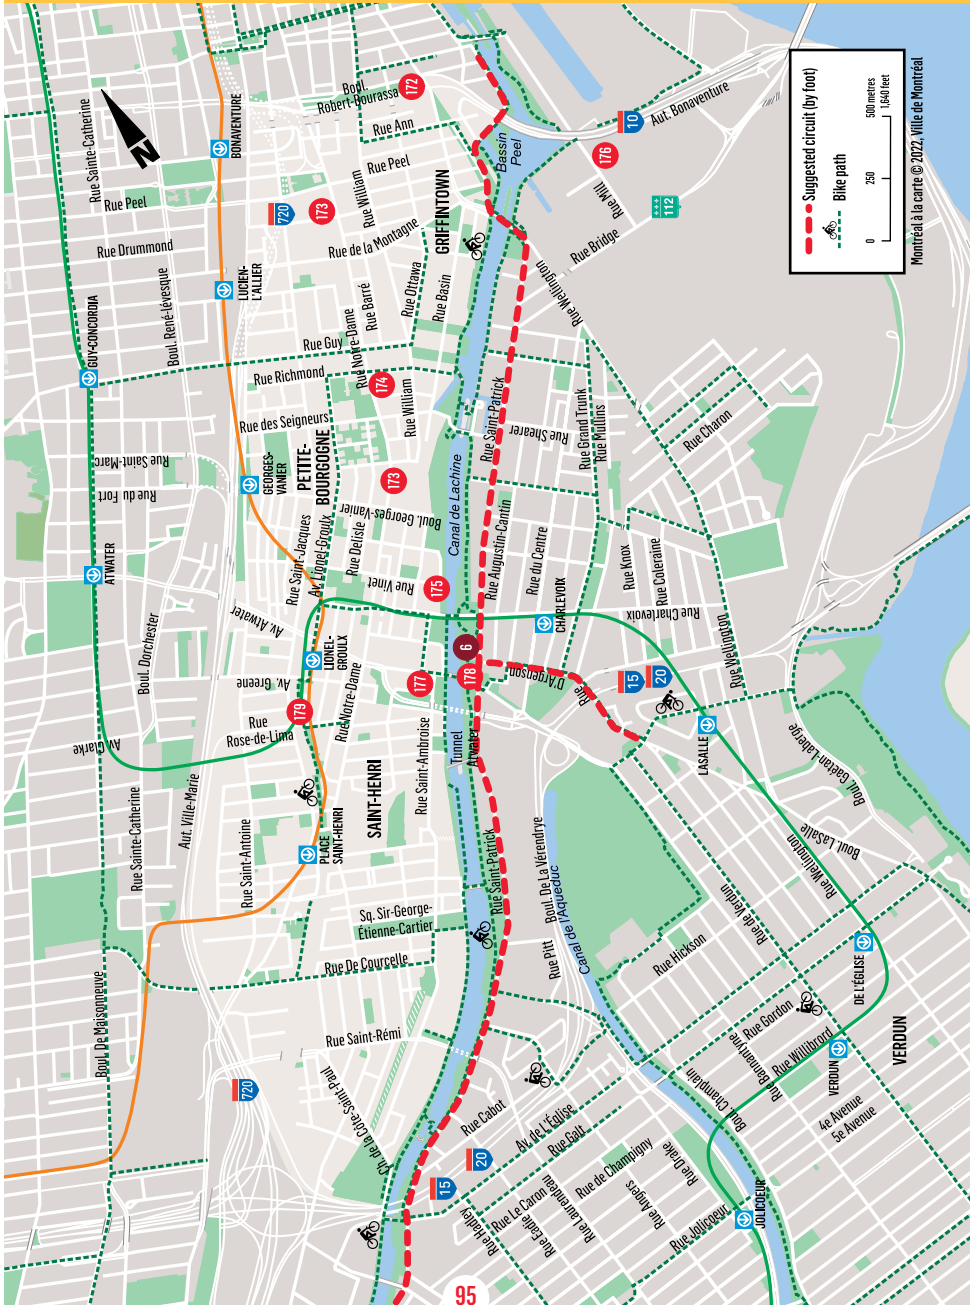 Rue Sainte-Catherine
Rue Peel
BONAVENTURE
Boul.
Robert-Bourassa
172
Rue Ann
Rue Peel
Rue William
720
173
Rue Drummond
Rue de la Montagne
GRIFFINTOWN
Bassin
Peel
10
Aut. Bonaventure
176
Rue Mill
112
Rue Bridge
Suggested circuit (by foot)
Bike path
0
250
500 metres
1,640 feet
Montréal à la carte © 2022, Ville de Montréal
N
LUCIEN-
L'ALLIER
Boul. René-lévesque
GUY-CONCORDIA
Rue Guy
Rue Barré
Rue Notre-Dame
Rue Ottawa
Rue Basin
Rue Wellington
Rue Richmond
174
Rue William
Rue des Seigneurs
Rue Saint-Patrick
Rue Shearer
Rue Grand Trunk
Rue Mullins
Rue Charon
Rue Saint-Marc
Rue du Fort
GEORGES-
VANIER
PETITE-
BOURGOGNE
173
Boul. Georges-Vanier
Canal de Lachine
Rue Saint-Jacques
Av. Lionel-Groulx
Rue Delisle
Rue Vinet
175
Rue Augustin-Cantin
Rue du Centre
Rue Knox
Rue Coleraine
Rue Charlevoix
CHARLEVOIX
Rue Wellington
ATWATER
Av. Atwater
Boul. Dorchester
LIONEL-
GROULX
6
178
177
179
Av. Greene
Rue
Rose-de-Lima
Rue Notre-Dame
Rue
D'Argenson
15
20
LASALLE
Av. Clarke
Rue Sainte-Catherine
Aut. Ville-Marie
Rue Saint-Antoine
PLACE
SAINT-HENRI
SAINT-HENRI
Rue Saint-Ambroise
Tunnel
Atwater
Rue Saint-Patrick
Boul. De La Vérendrye
Canal de l'Aqueduc
Rue Pitt
Boul. Gaétan-Laberge
Boul. LaSalle
Rue Wellington
Rue de Verdun
Rue Hickson
DE L'ÉGLISE
Sq. Sir-George-
Étienne-Cartier
Rue De Courcelle
Boul. De Maisonneuve
Rue Saint-Rémi
720
Ch. de la Côte-Saint-Paul
Rue Cabot
Av. de L'Église
Rue Galt
15
20
Rue Hadley
Rue Le Caron
Rue Eadie
Rue Laurendeau
Rue de Champigny
Rue Angers
Rue Drake
Rue Jolicoeur
JOLICOEUR
Boul. Champlain
Rue Bannantyne
Rue Gordon
Rue Willibrord
VERDUN
VERDUN
4e Avenue
5e Avenue
95